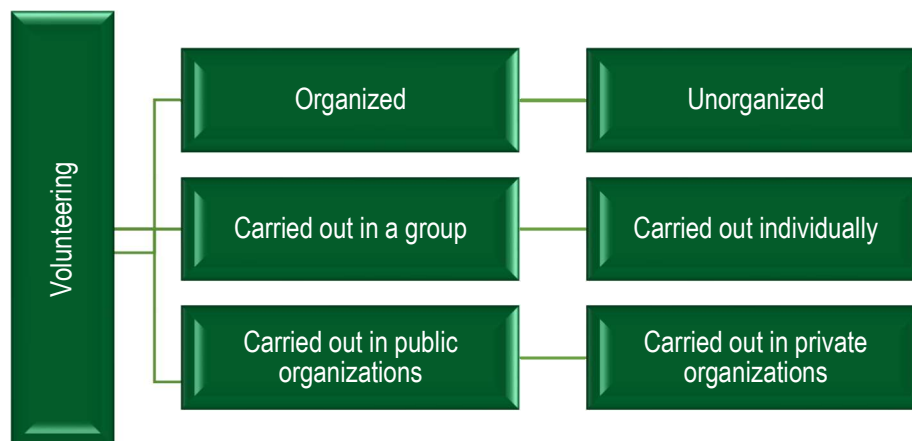 Volunteering
Organized
Unorganized
Carried out in a group
Carried out individually
Carried out in public
organizations
Carried out in private
organizations